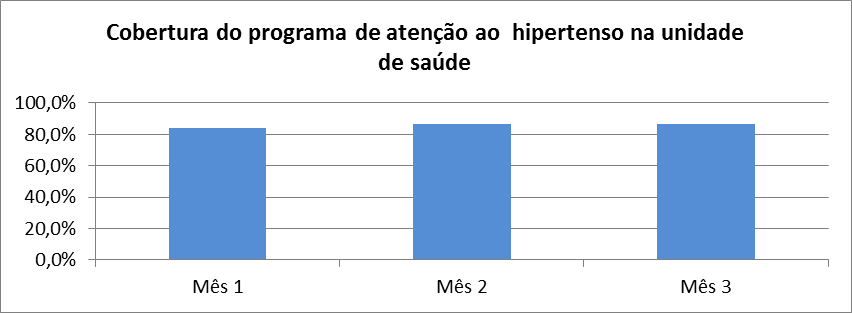 Cobertura do programa de atenção ao  hipertenso na unidade
de saúde
100,0%
80,0%
60,0%
40,0%
20,0%
0,0%
Mês 1
Mês 2
Mês 3